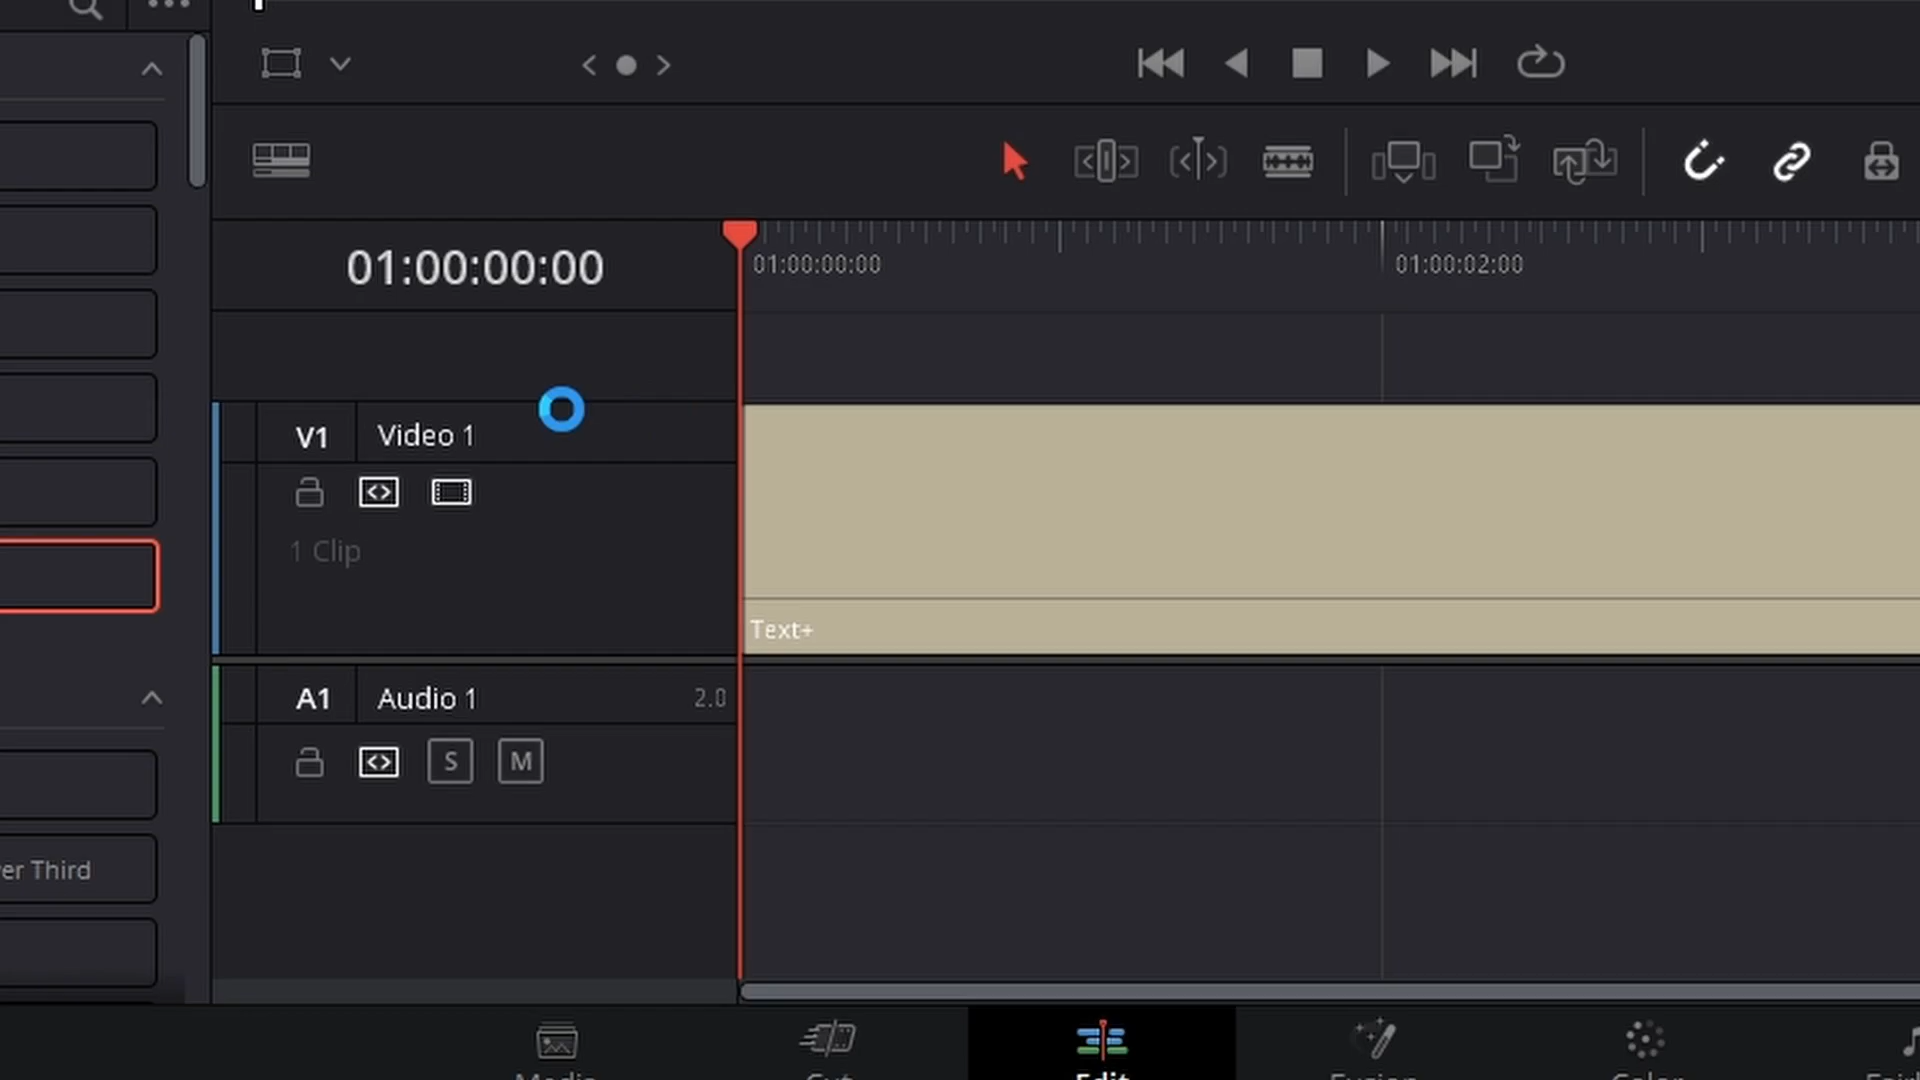 01:00:00:00
01:00:00:00
01:00:02:00
V1
Video 1
1 Clip
Text+
A1
Audio 1
2.0
S
M
er Third
Media
Cut
Edit
Fusion
Color